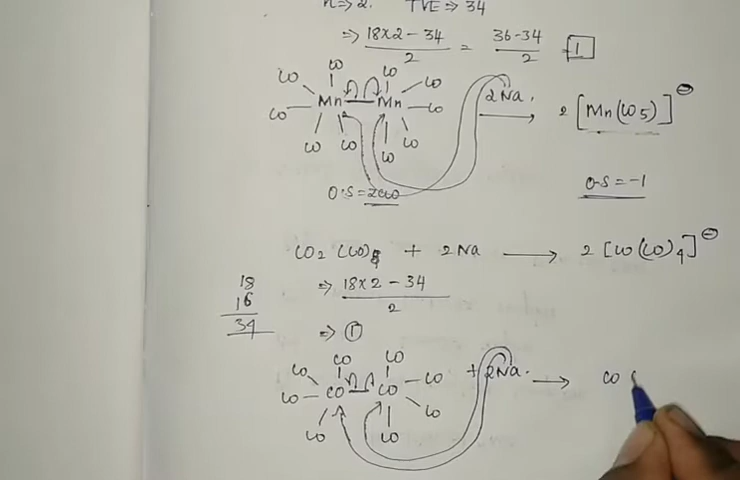 n ⇒ 2. TVE ⇒ 34
⇒ 18×2 - 34 / 2 = 36-34 / 2 = 1
CO CO CO CO
CO Mn Mn CO 2Na. → 2 [Mn(CO5)]⊖
CO CO CO CO
O.S = zero O.S = -1
CO2 (CO)8 + 2Na → 2 [CO(CO)4]⊖
18 ⇒ 18×2 - 34 / 2
16
34 ⇒ 1
CO CO CO
CO CO CO CO + 2Na. → CO
CO CO CO